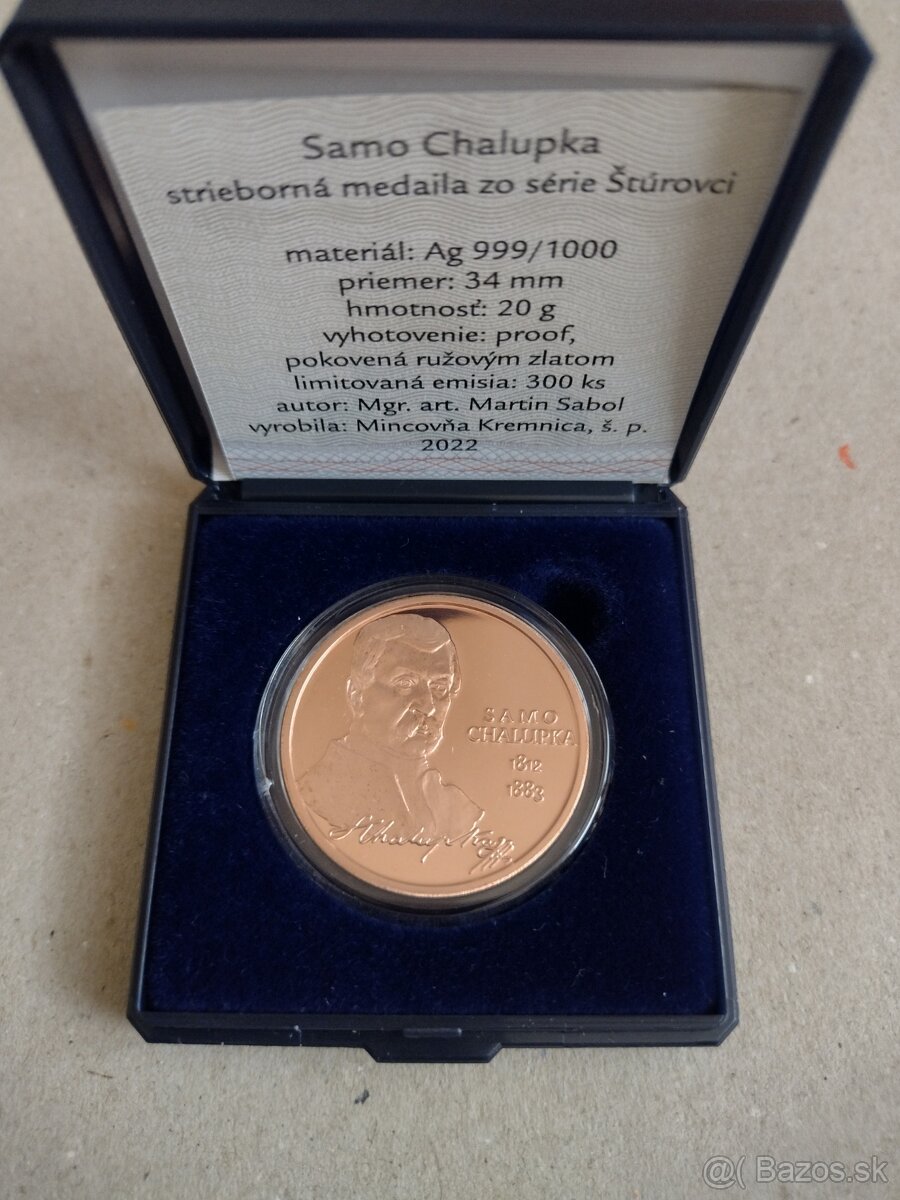 Samo Chalupka
strieborná medaila zo série Štúrovci
materiál: Ag 999/1000
priemer: 34 mm
hmotnosť: 20 g
vyhotovenie: proof,
pokovená ružovým zlatom
limitovaná emisia: 300 ks
autor: Mgr. art. Martin Sabol
vyrobila: Mincovňa Kremnica, š. p.
2022
SAMO
CHALUPKA
1812
1883
SChalupka
@( Bazos.sk